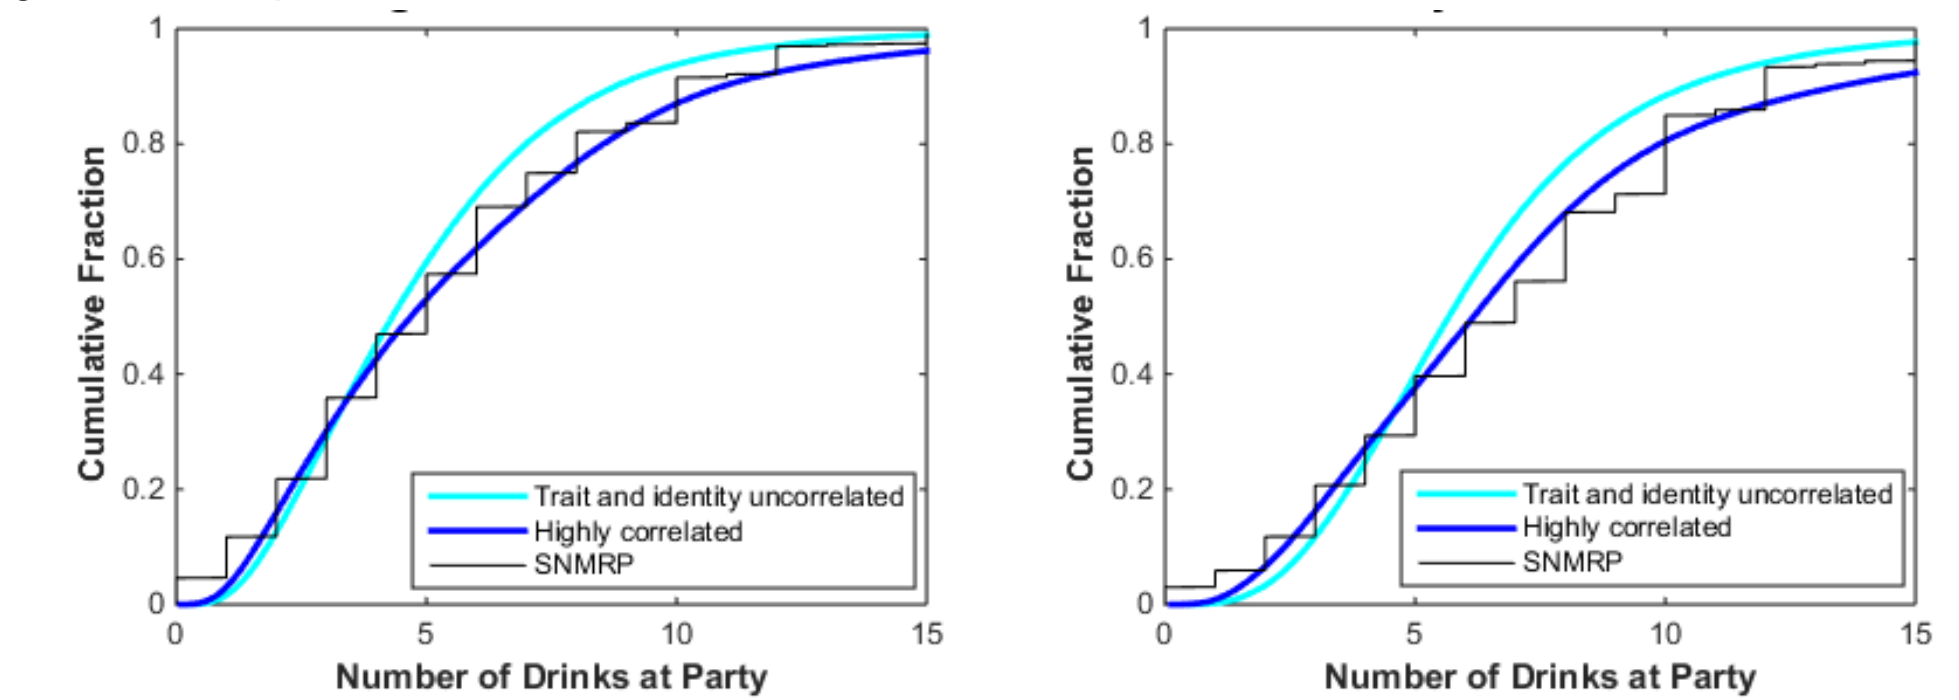 1
0.8
0.6
0.4
0.2
0
0 5 10 15
Cumulative Fraction
Number of Drinks at Party
Trait and identity uncorrelated
Highly correlated
SNMRP
1
0.8
0.6
0.4
0.2
0
0 5 10 15
Cumulative Fraction
Number of Drinks at Party
Trait and identity uncorrelated
Highly correlated
SNMRP